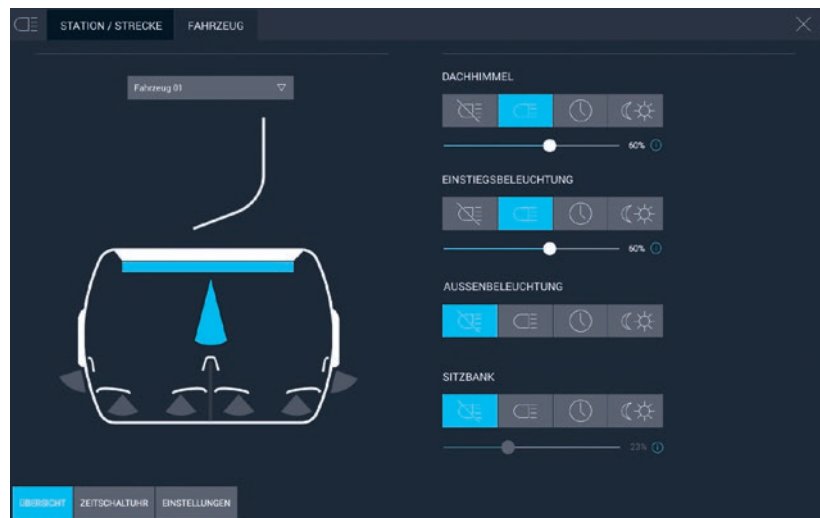 STATION / STRECKE
FAHRZEUG
Fahrzeug 01
DACHHIMMEL
60%
EINSTIEGSBELEUCHTUNG
60%
AUSSENBELEUCHTUNG
SITZBANK
23%
ÜBERSICHT
ZEITSCHALTUHR
EINSTELLUNGEN